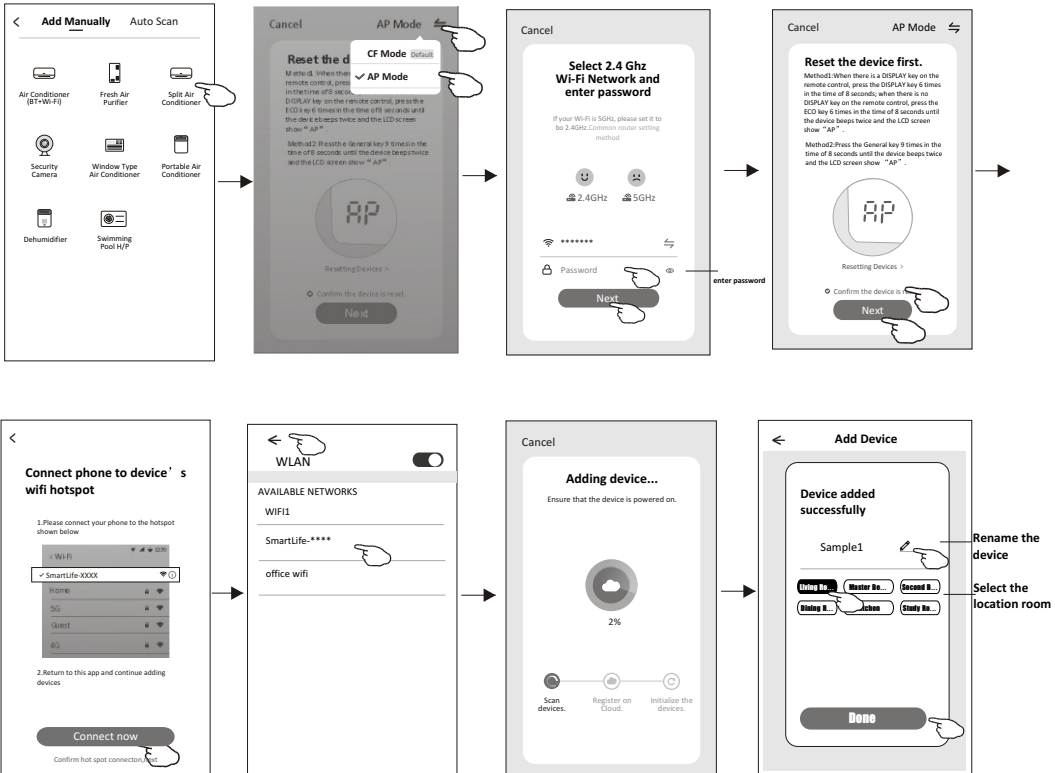 Add Manually Auto Scan
Air Conditioner
(BT+Wi-Fi)
Fresh Air
Purifier
Split Air
Conditioner
Security
Camera
Window Type
Air Conditioner
Portable Air
Conditioner
Dehumidifier
Swimming
Pool H/P
Cancel AP Mode
CF Mode Default
AP Mode
Reset the d
Method1:When then
remote control, press
in the time of 8 secon
DISPLAY key on the remote control, press the
ECO key 6 times in the time of 8 seconds until
the device beeps twice and the LCD screen
show “AP”
Method2:Press the General key 9 times in the
time of 8 seconds until the device beeps twice
and the LCD screen show “AP”
AP
Resetting Devices >
Confirm the device is reset
Next
Cancel
Select 2.4 Ghz
Wi-Fi Network and
enter password
If your Wi-Fi is 5GHz, please set it to
bo 2.4GHz.Common router setting
method
2.4GHz 5GHz
*******
Password
enter password
Next
Cancel AP Mode
Reset the device first.
Method1:When there is a DISPLAY key on the
remote control, press the DISPLAY key 6 times
in the time of 8 seconds; when there is no
DISPLAY key on the remote control, press the
ECO key 6 times in the time of 8 seconds until
the device beeps twice and the LCD screen
show “AP”.
Method2:Press the General key 9 times in the
time of 8 seconds until the device beeps twice
and the LCD screen show “AP”.
AP
Resetting Devices >
Confirm the device is re
Next
Connect phone to device’s
wifi hotspot
1.Please connect your phone to the hotspot
shown below
Wi-Fi
SmartLife-XXXX
Home
5G
Guest
4G
2.Return to this app and continue adding
devices
Connect now
Confirm hot spot connecton,next
WLAN
AVAILABLE NETWORKS
WIFI1
SmartLife-****
office wifi
Cancel
Adding device...
Ensure that the device is powered on.
2%
Scan
devices.
Register on
Cloud.
Initialize the
devices.
Add Device
Device added
successfully
Sample1
Rename the
device
Living Ro... Master Bo... Second B...
Dining R... tchen Study Ro...
Select the
location room
Done